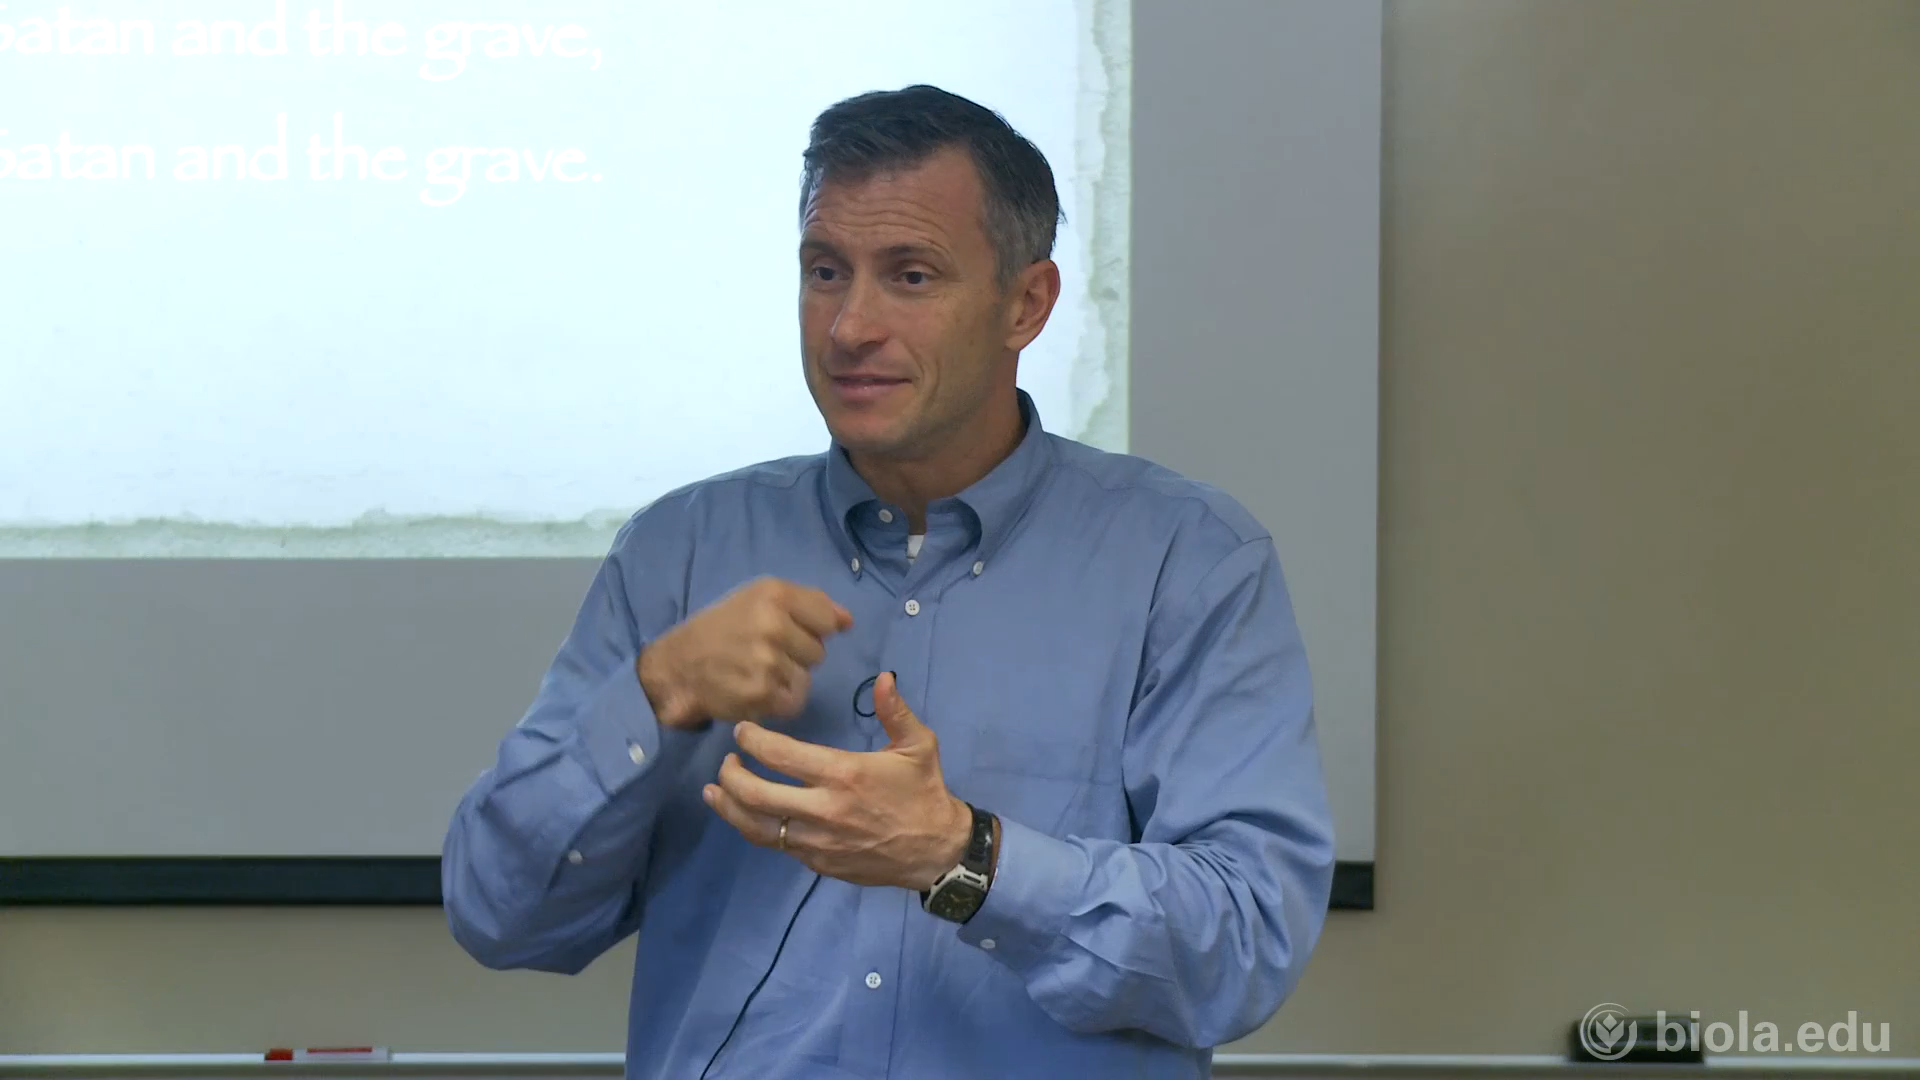 Satan and the grave,
Satan and the grave.
biola.edu